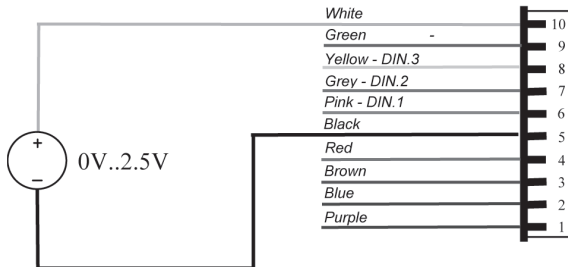 White 10
Green - 9
Yellow - DIN.3 8
Grey - DIN.2 7
Pink - DIN.1 6
Black 5
+ 0V..2.5V
−
Red 4
Brown 3
Blue 2
Purple 1